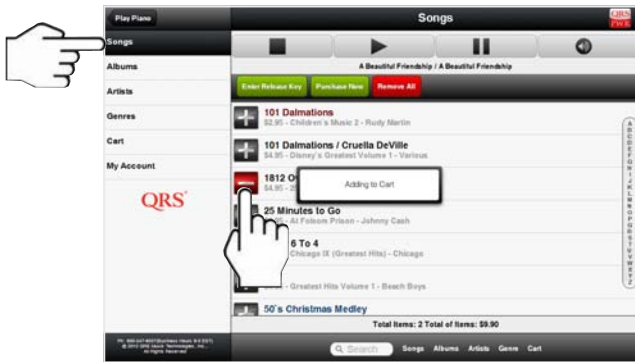 Play Piano
Songs
QRS
PWR
Songs
Albums
Artists
Genres
Cart
My Account
QRS
A Beautiful Friendship / A Beautiful Friendship
Enter Release Key
Purchase Now
Remove All
101 Dalmations
$2.95 - Children's Music 2 - Rudy Martin
101 Dalmations / Cruella DeVille
$4.95 - Disney's Greatest Volume 1 - Various
1812 O
$4.95 - 2
Adding to Cart
25 Minutes to Go
- At Folsom Prison - Johnny Cash
6 To 4
Chicago IX (Greatest Hits) - Chicago
- Greatest Hits Volume 1 - Beach Boys
50's Christmas Medley
Total Items: 2 Total of Items: $9.90
A
B
C
D
E
F
G
H
I
J
K
L
M
N
O
P
Q
R
S
T
U
V
W
X
Y
Z
All Rights Reserved
Search
Songs Albums Artists Genre Cart